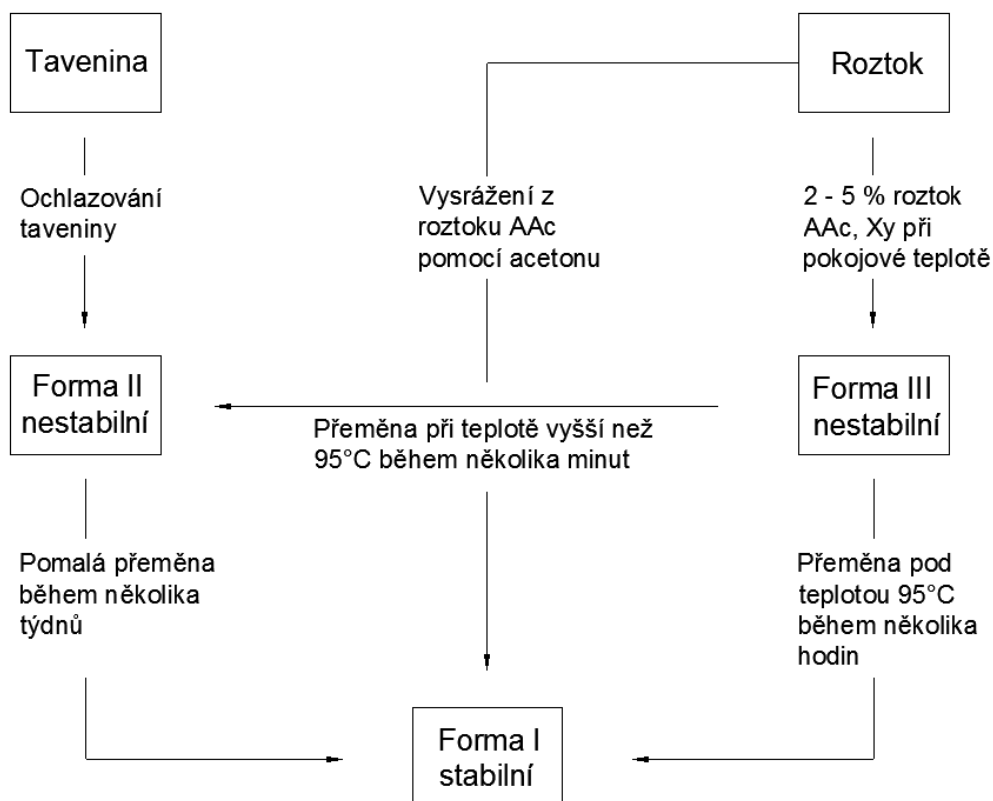 Tavenina
Roztok
Ochlazování
taveniny
Vysrážení z
roztoku AAc
pomocí acetonu
2 - 5 % roztok
AAc, Xy při
pokojové teplotě
Forma II
nestabilní
Forma III
nestabilní
Přeměna při teplotě vyšší než
95°C během několika minut
Pomalá přeměna
během několika
týdnů
Přeměna pod
teplotou 95°C
během několika
hodin
Forma I
stabilní